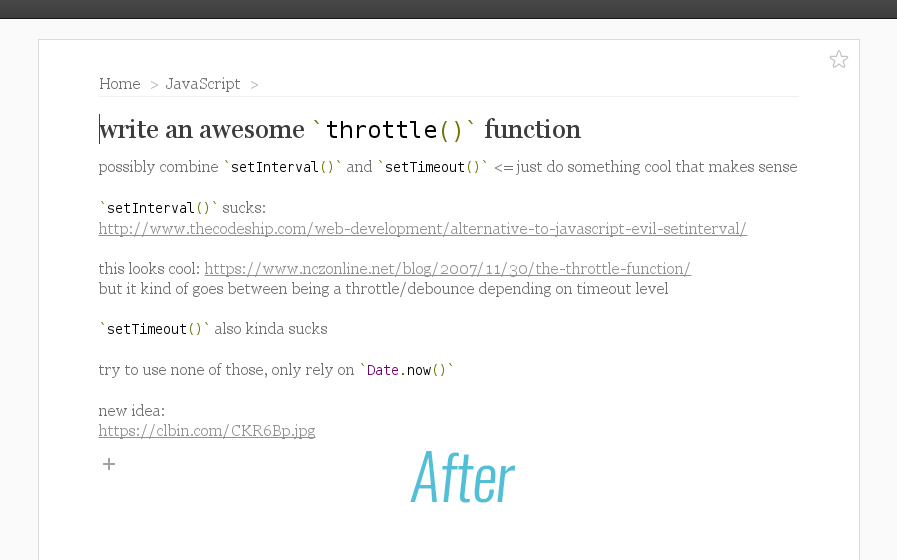 Home > JavaScript >
write an awesome `throttle()` function
possibly combine `setInterval()` and `setTimeout()` <= just do something cool that makes sense
`setInterval()` sucks:
http://www.thecodeship.com/web-development/alternative-to-javascript-evil-setinterval/
this looks cool: https://www.nczonline.net/blog/2007/11/30/the-throttle-function/
but it kind of goes between being a throttle/debounce depending on timeout level
`setTimeout()` also kinda sucks
try to use none of those, only rely on `Date.now()`
new idea:
https://clbin.com/CKR6Bp.jpg
+
After